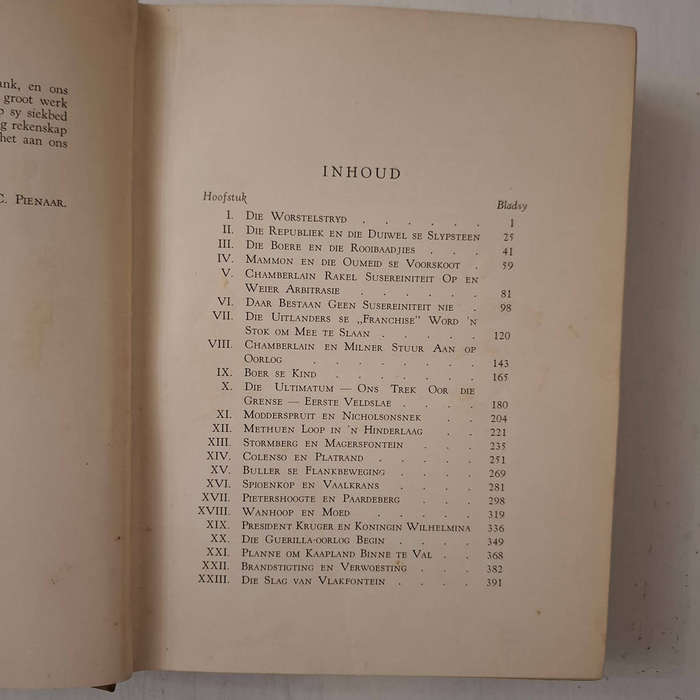 ank, en ons
groot werk
sy siekbed
g rekenskap
het aan ons
C. Pienaar.
INHOUD
Hoofstuk Bladsy
I. Die Worstelstryd . . . . . . 1
II. Die Republiek en die Duiwel se Slypsteen 25
III. Die Boere en die Rooibaadjies . . . 41
IV. Mammon en die Oumeid se Voorskoot . 59
V. Chamberlain Rakel Susereiniteit Op en
Weier Arbitrasie . . . . . 81
VI. Daar Bestaan Geen Susereiniteit nie . 98
VII. Die Uitlanders se „Franchise” Word 'n
Stok om Mee te Slaan . . . . 120
VIII. Chamberlain en Milner Stuur Aan op
Oorlog . . . . . . . 143
IX. Boer se Kind . . . . . . 165
X. Die Ultimatum — Ons Trek Oor die
Grense — Eerste Veldslae . . . . 180
XI. Modderspruit en Nicholsonsnek . . 204
XII. Methuen Loop in 'n Hinderlaag . . 221
XIII. Stormberg en Magersfontein . . . 235
XIV. Colenso en Platrand . . . . 251
XV. Buller se Flankbeweging . . . . 269
XVI. Spioenkop en Vaalkrans . . . . 281
XVII. Pietershoogte en Paardeberg . . . 298
XVIII. Wanhoop en Moed . . . . . 319
XIX. President Kruger en Koningin Wilhelmina 336
XX. Die Guerilla-oorlog Begin . . . 349
XXI. Planne om Kaapland Binne te Val . . 368
XXII. Brandstigting en Verwoesting . . . 382
XXIII. Die Slag van Vlakfontein . . . . 391